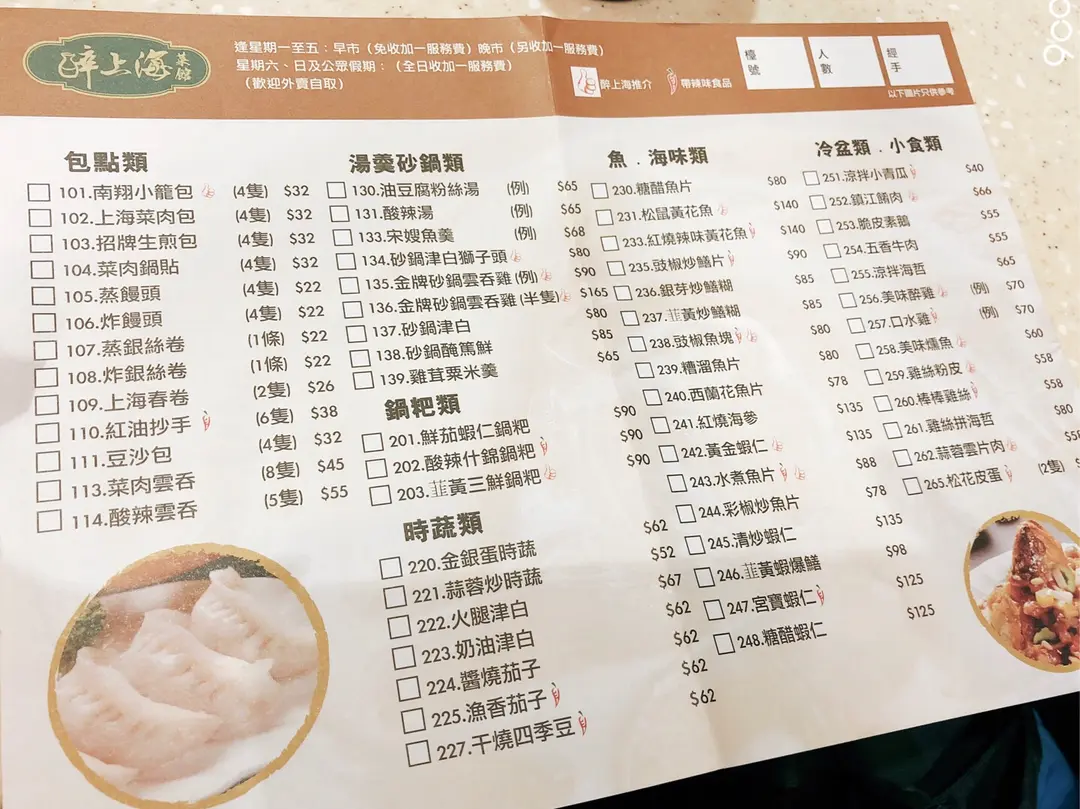 醉上海 菜館
逢星期一至五：早市（免收加一服務費）晚市（另收加一服務費）
星期六、日及公眾假期：（全日收加一服務費）
（歡迎外賣自取）
醉上海推介
帶辣味食品
檯號
人數
經手
以下圖片只供參考
包點類
101.南翔小籠包 (4隻) $32
102.上海菜肉包 (4隻) $32
103.招牌生煎包 (4隻) $32
104.菜肉鍋貼 (4隻) $32
105.蒸饅頭 (4隻) $22
106.炸饅頭 (4隻) $22
107.蒸銀絲卷 (1條) $22
108.炸銀絲卷 (1條) $22
109.上海春卷 (2隻) $26
110.紅油抄手 (6隻) $38
111.豆沙包 (4隻) $32
113.菜肉雲吞 (8隻) $45
114.酸辣雲吞 (5隻) $55
湯羹砂鍋類
130.油豆腐粉絲湯 (例) $65
131.酸辣湯 (例) $65
133.宋嫂魚羹 (例) $68
134.砂鍋津白獅子頭 $80
135.金牌砂鍋雲吞雞(例) $90
136.金牌砂鍋雲吞雞(半隻) $165
137.砂鍋津白 $80
138.砂鍋醃篤鮮 $85
139.雞茸粟米羹 $65
鍋粑類
201.鮮茄蝦仁鍋粑 $90
202.酸辣什錦鍋粑 $90
203.韮黃三鮮鍋粑 $90
時蔬類
220.金銀蛋時蔬 $62
221.蒜蓉炒時蔬 $52
222.火腿津白 $67
223.奶油津白 $62
224.醬燒茄子 $62
225.漁香茄子 $62
227.干燒四季豆 $62
魚．海味類
230.糖醋魚片 $80
231.松鼠黃花魚 $140
233.紅燒辣味黃花魚 $140
235.豉椒炒鱔片 $90
236.銀芽炒鱔糊 $85
237.韮黃炒鱔糊 $85
238.豉椒魚塊 $80
239.糟溜魚片 $80
240.西蘭花魚片 $78
241.紅燒海參 $135
242.黃金蝦仁 $135
243.水煮魚片 $88
244.彩椒炒魚片 $78
245.清炒蝦仁 $135
246.韮黃蝦爆鱔 $98
247.宮寶蝦仁 $125
248.糖醋蝦仁 $125
冷盆類．小食類
251.涼拌小青瓜 $40
252.鎮江餚肉 $66
253.脆皮素鵝 $55
254.五香牛肉 $55
255.涼拌海哲 $65
256.美味醉雞 (例) $70
257.口水雞 (例) $70
258.美味燻魚 $60
259.雞絲粉皮 $58
260.棒棒雞絲 $58
261.雞絲拼海哲 $80
262.蒜蓉雲片肉
265.松花皮蛋 (2隻)